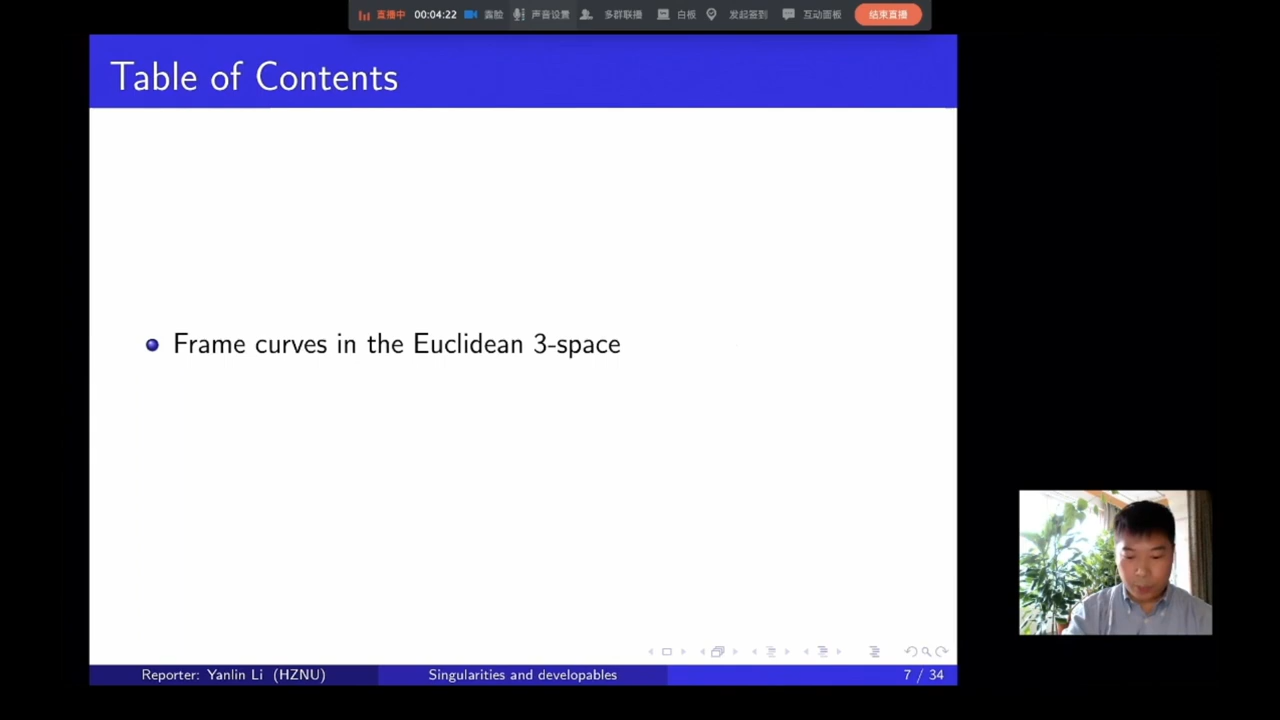 直播中 00:04:22 露脸 声音设置 多群联播 白板 发起签到 互动面板 结束直播
Table of Contents
Frame curves in the Euclidean 3-space
Reporter: Yanlin Li (HZNU) Singularities and developables 7 / 34